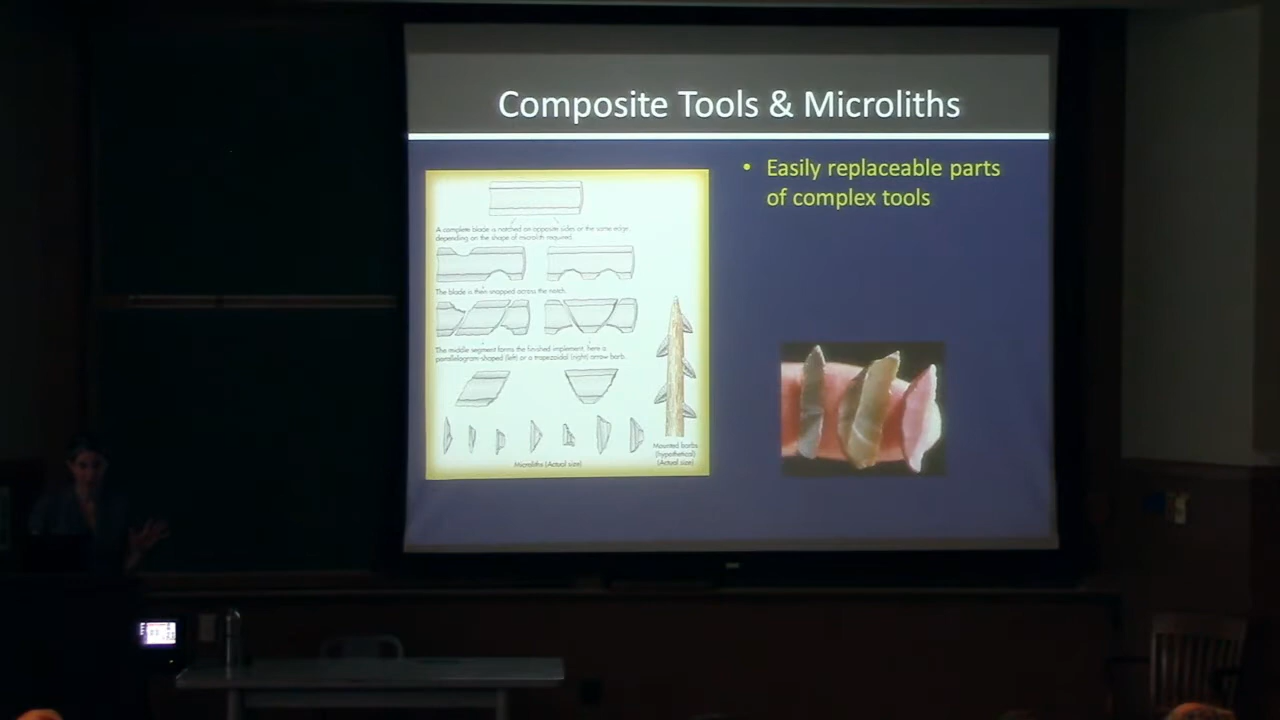 Composite Tools & Microliths
• Easily replaceable parts
of complex tools
A complete blade is notched on opposite sides or the same edge,
depending on the shape of microlith required.
The blade is then snapped across the notch.
The middle segment forms the finished implement, here a
parallelogram-shaped (left) or a trapezoidal (right) arrow barb.
Microliths (Actual size)
Mounted barbs
(hypothetical)
(Actual size)